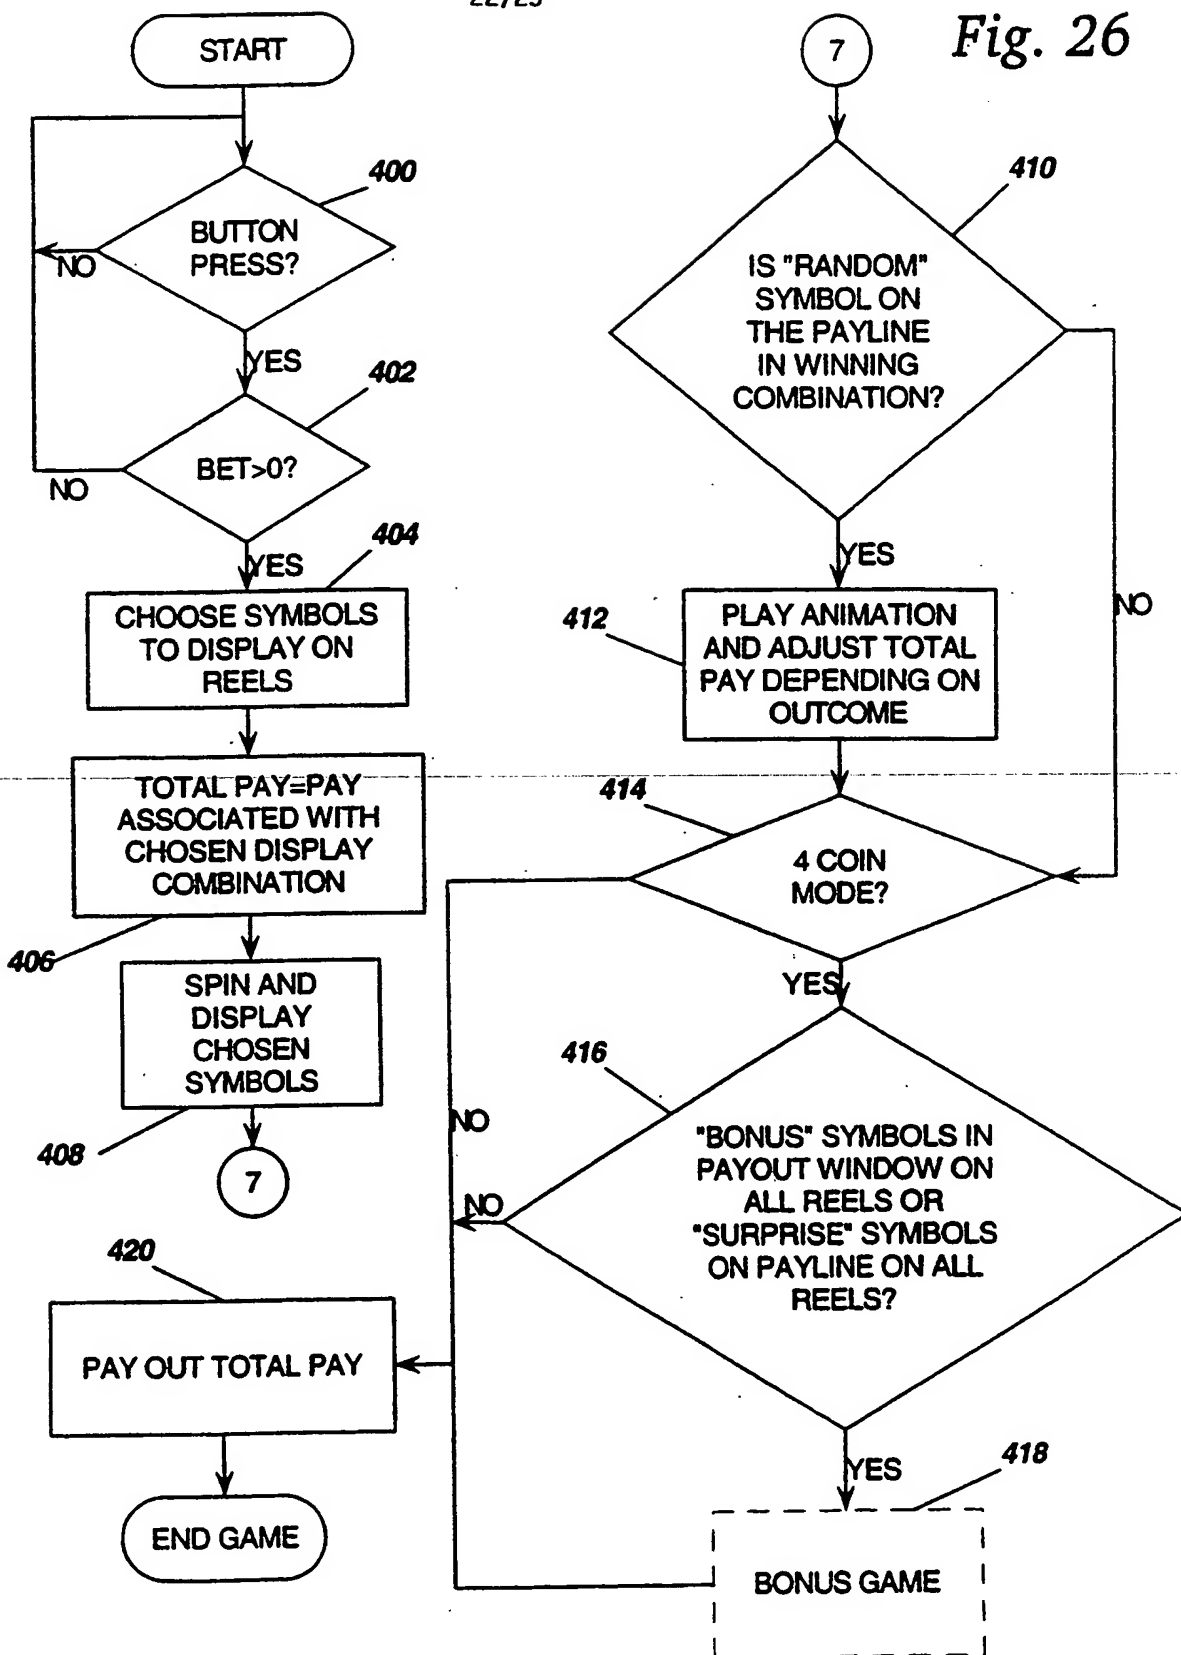 22/25
Fig. 26
START
400
BUTTON
PRESS?
NO
YES
402
BET>0?
NO
YES
404
CHOOSE SYMBOLS
TO DISPLAY ON
REELS
TOTAL PAY=PAY
ASSOCIATED WITH
CHOSEN DISPLAY
COMBINATION
406
SPIN AND
DISPLAY
CHOSEN
SYMBOLS
408
7
420
PAY OUT TOTAL PAY
END GAME
7
410
IS "RANDOM"
SYMBOL ON
THE PAYLINE
IN WINNING
COMBINATION?
YES
NO
412
PLAY ANIMATION
AND ADJUST TOTAL
PAY DEPENDING ON
OUTCOME
414
4 COIN
MODE?
YES
NO
416
"BONUS" SYMBOLS IN
PAYOUT WINDOW ON
ALL REELS OR
"SURPRISE" SYMBOLS
ON PAYLINE ON ALL
REELS?
NO
YES
418
BONUS GAME